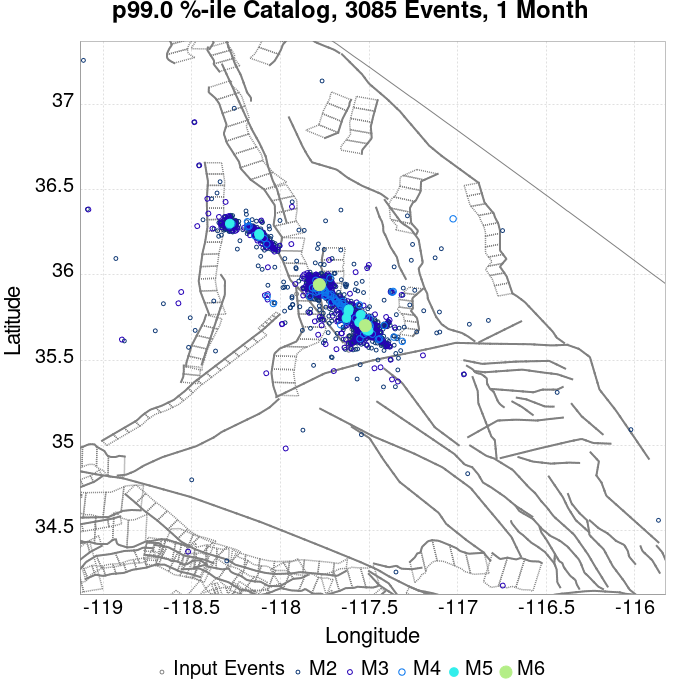 p99.0 %-ile Catalog, 3085 Events, 1 Month
37
36.5
36
35.5
35
34.5
Latitude
-119 -118.5 -118 -117.5 -117 -116.5 -116
Longitude
Input Events M2 M3 M4 M5 M6